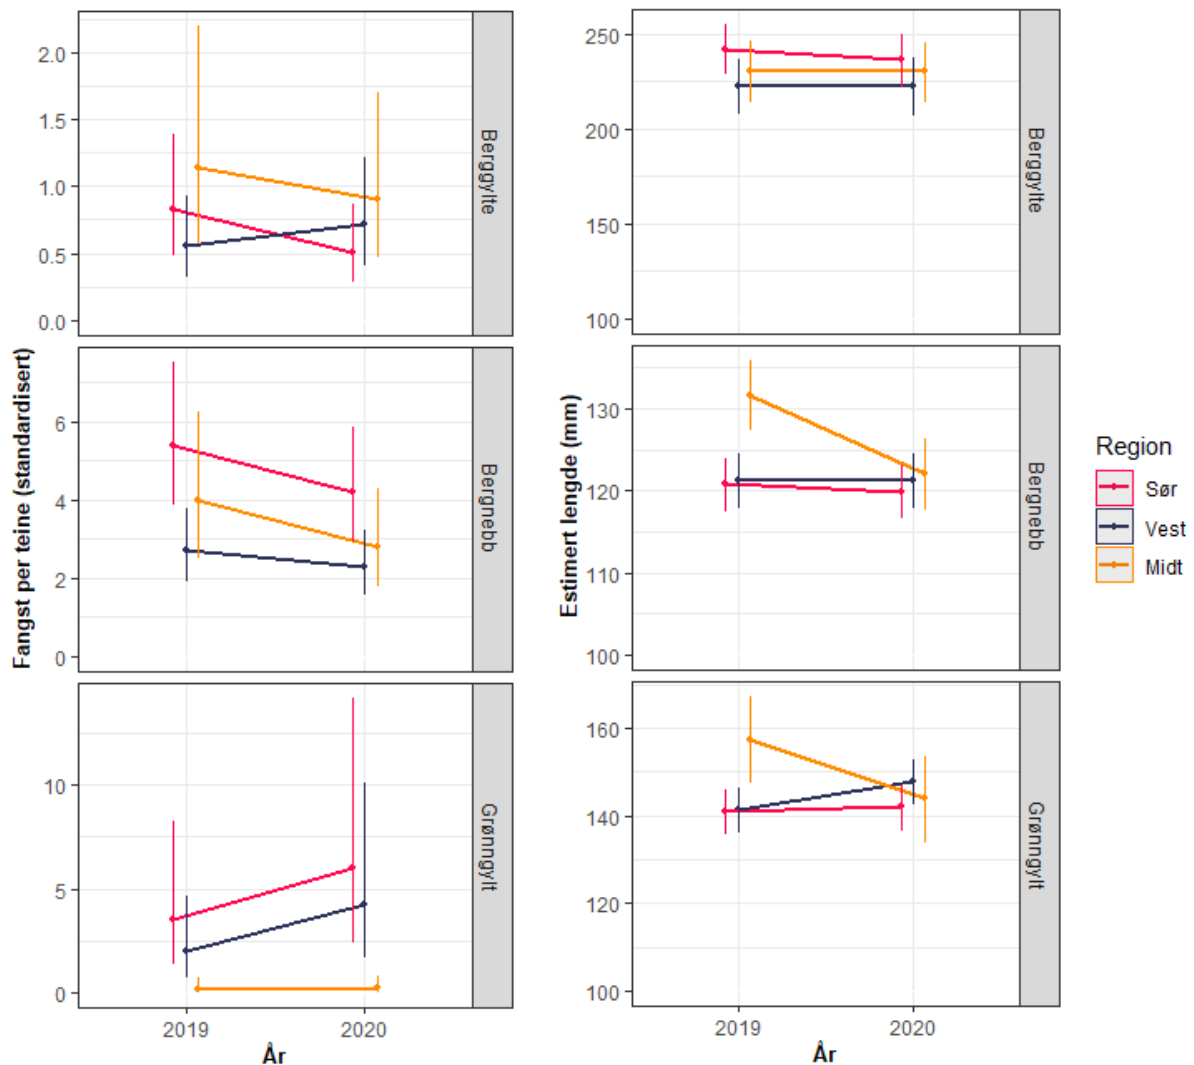 Fangst per teine (standardisert)
2.0
1.5
1.0
0.5
0.0
Berggylte
6
4
2
0
Bergnebb
10
5
0
Grønngylt
2019
2020
År
Estimert lengde (mm)
250
200
150
100
Berggylte
130
120
110
100
Bergnebb
160
140
120
100
Grønngylt
2019
2020
År
Region
Sør
Vest
Midt